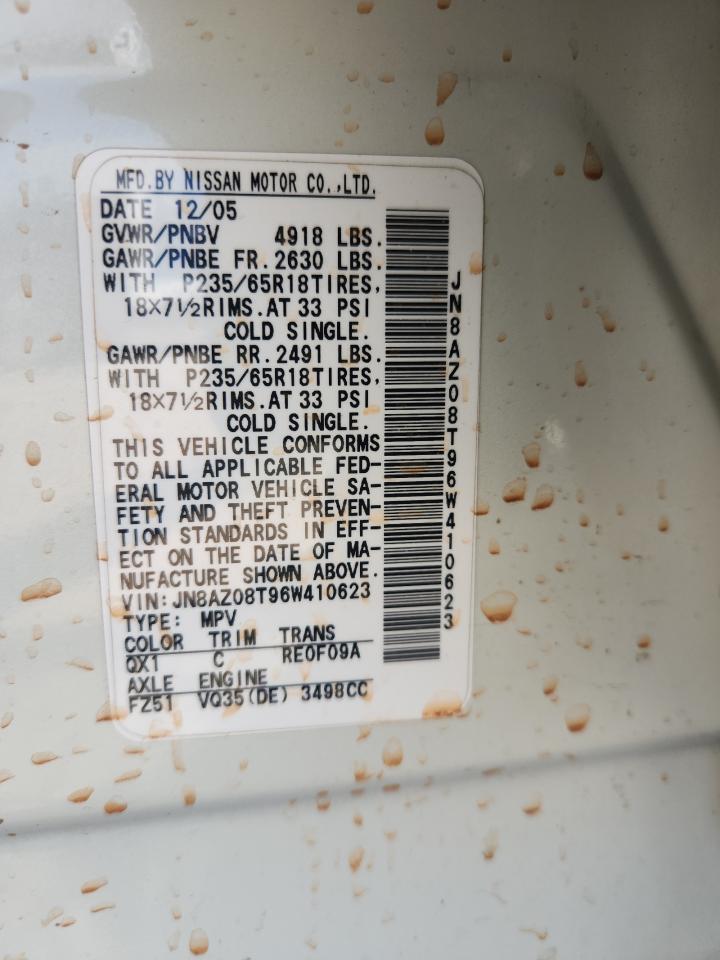 MFD.BY NISSAN MOTOR CO.,LTD.
DATE 12/05
GVWR/PNBV 4918 LBS.
GAWR/PNBE FR.2630 LBS.
WITH P235/65R18TIRES,
18X7½RIMS.AT 33 PSI
COLD SINGLE.
GAWR/PNBE RR.2491 LBS.
WITH P235/65R18TIRES,
18X7½RIMS.AT 33 PSI
COLD SINGLE.
THIS VEHICLE CONFORMS
TO ALL APPLICABLE FED-
ERAL MOTOR VEHICLE SA-
FETY AND THEFT PREVEN-
TION STANDARDS IN EFF-
ECT ON THE DATE OF MA-
NUFACTURE SHOWN ABOVE.
VIN:JN8AZ08T96W410623
TYPE: MPV
COLOR TRIM TRANS
QX1 C RE0F09A
AXLE ENGINE
FZ51 VQ35(DE) 3498CC
JN8AZ08T96W410623